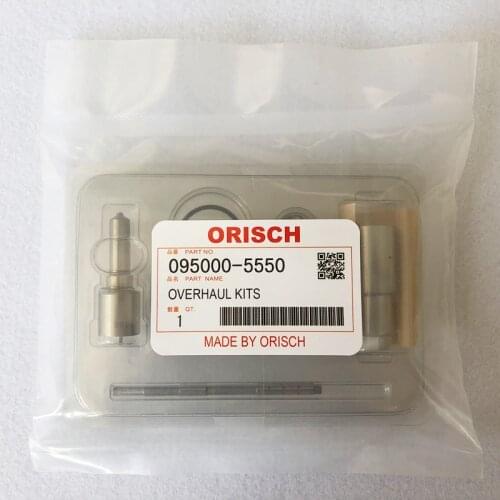 ORISCH
品番 PART NO.
095000-5550
品名 PART NAME
OVERHAUL KITS
数量 QT.
1
MADE BY ORISCH